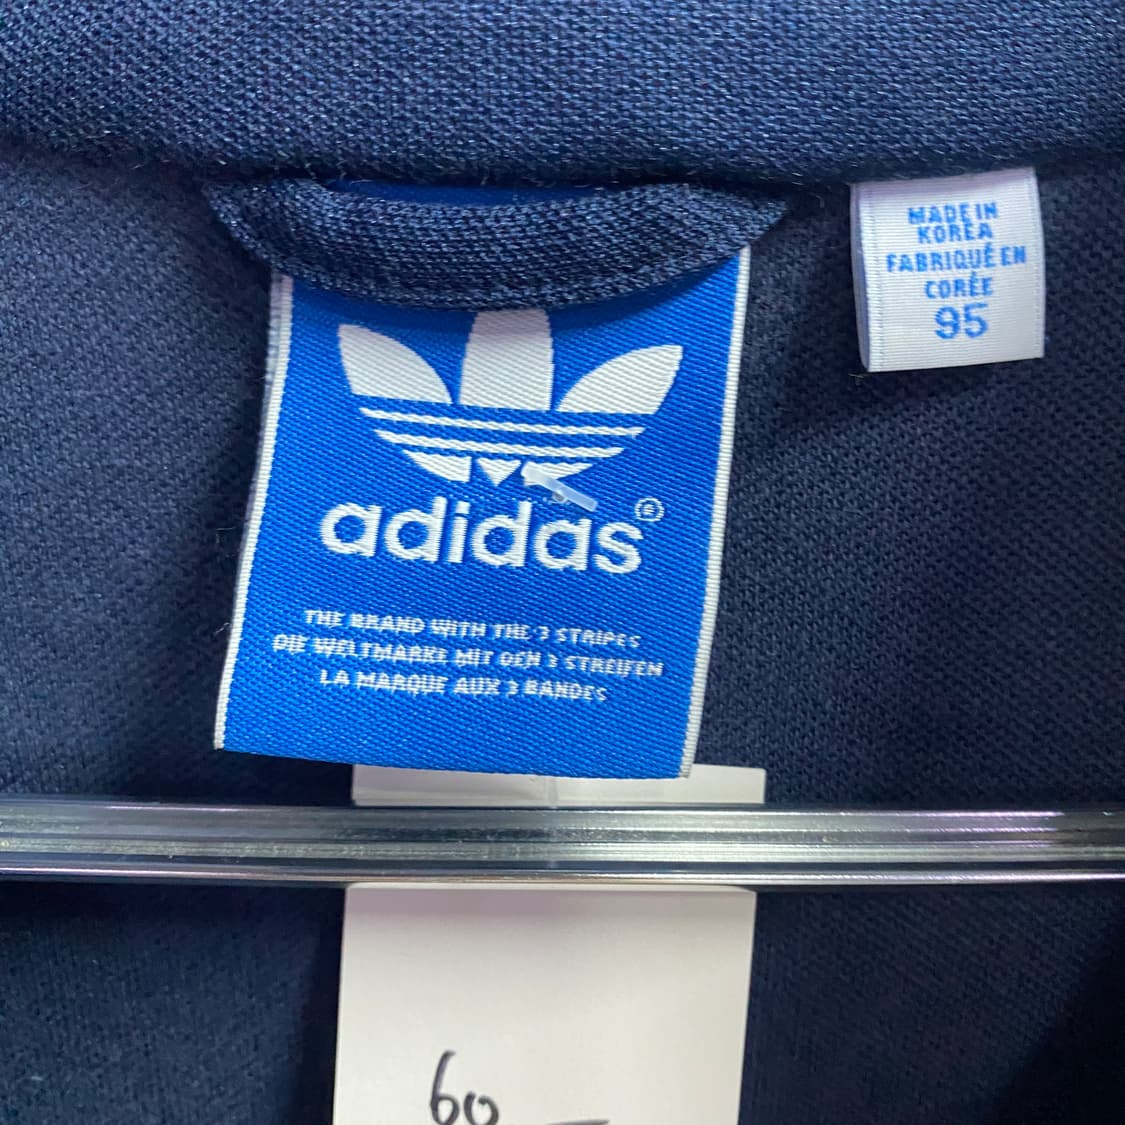 MADE IN
KOREA
FABRIQUÉ EN
CORÉE
95
adidas®
THE BRAND WITH THE 3 STRIPES
DIE WELTMARKE MIT DEN 3 STREIFEN
LA MARQUE AUX 3 BANDES
60